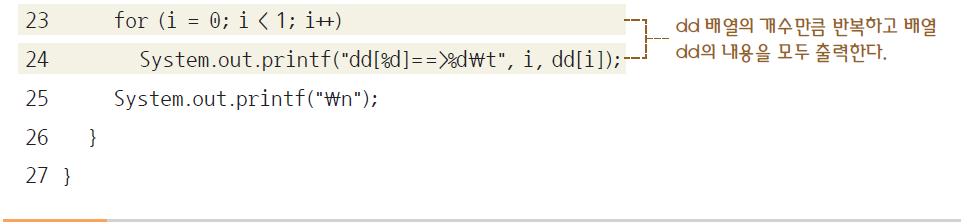 23 for (i = 0; i < 1; i++)
24 System.out.printf("dd[%d]==>%d₩t", i, dd[i]);
25 System.out.printf("₩n");
26 }
27 }
dd 배열의 개수만큼 반복하고 배열
dd의 내용을 모두 출력한다.